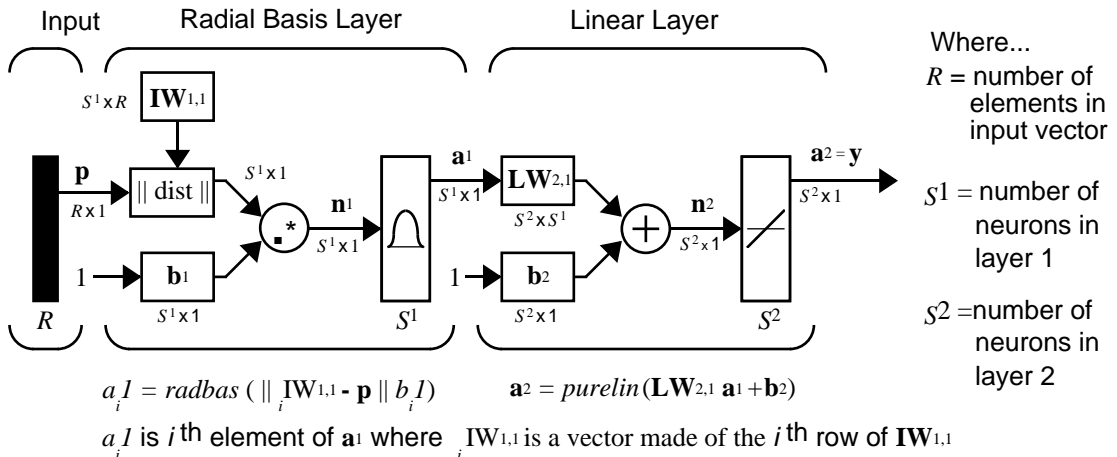 Input
Radial Basis Layer
Linear Layer
Where...
R = number of
elements in
input vector
S1 = number of
neurons in
layer 1
S2 =number of
neurons in
layer 2
S1 x R
IW1,1
p
R x 1
|| dist ||
S1 x 1
.*
n1
S1 x 1
1
b1
S1 x 1
a1
S1 x 1
LW2,1
S2 x S1
1
b2
S2 x 1
+
n2
S2 x 1
a2 = y
S2 x 1
R
S1
S2
ai1 = radbas ( || iIW1,1 - p || bi1)
a2 = purelin(LW2,1 a1 +b2)
ai1 is i th element of a1 where iIW1,1 is a vector made of the i th row of IW1,1